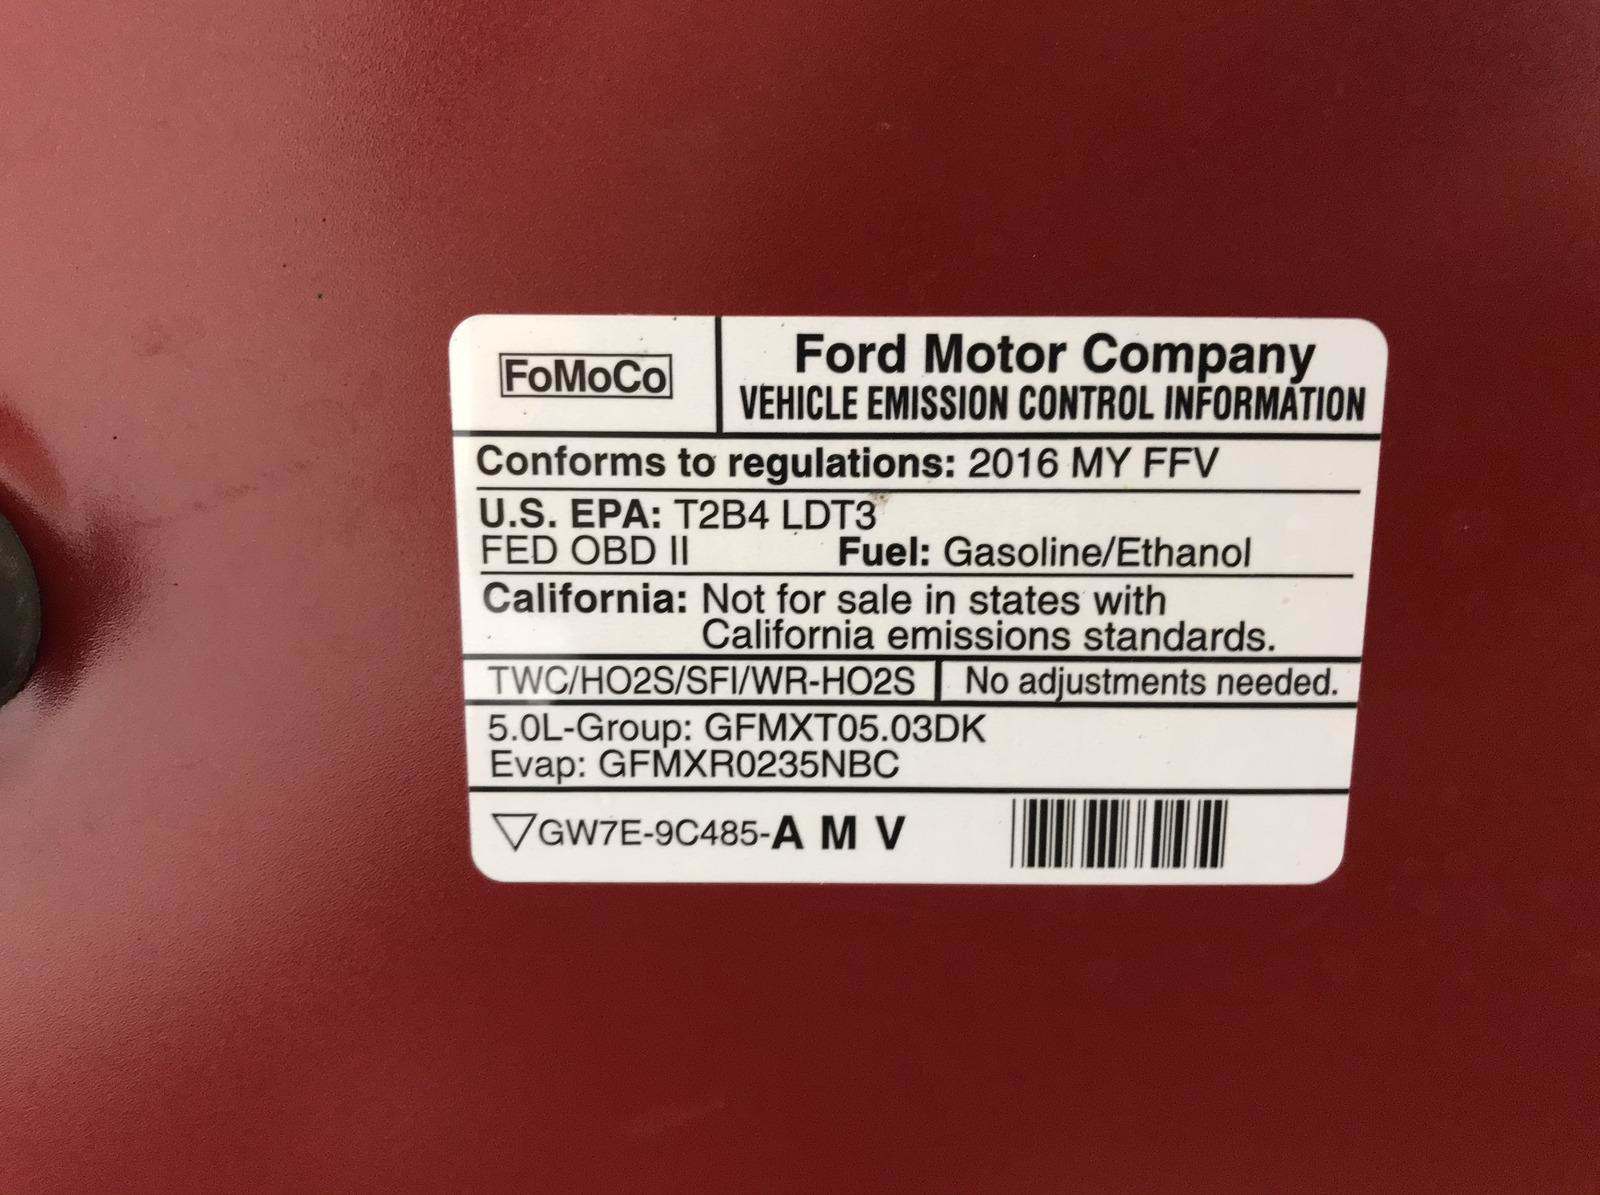 FoMoCo
Ford Motor Company
VEHICLE EMISSION CONTROL INFORMATION
Conforms to regulations: 2016 MY FFV
U.S. EPA: T2B4 LDT3
FED OBD II Fuel: Gasoline/Ethanol
California: Not for sale in states with
California emissions standards.
TWC/HO2S/SFI/WR-HO2S No adjustments needed.
5.0L-Group: GFMXT05.03DK
Evap: GFMXR0235NBC
▽GW7E-9C485-A M V